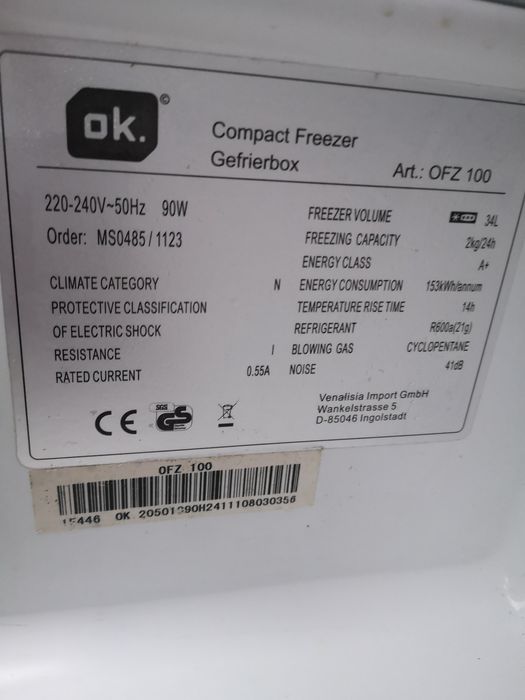 ok.©
Compact Freezer
Gefrierbox
Art.: OFZ 100
220-240V~50Hz 90W
Order: MS0485 / 1123
CLIMATE CATEGORY N
PROTECTIVE CLASSIFICATION
OF ELECTRIC SHOCK
RESISTANCE I
RATED CURRENT 0.55A
FREEZER VOLUME 34L
FREEZING CAPACITY 2kg/24h
ENERGY CLASS A+
ENERGY CONSUMPTION 153kWh/annum
TEMPERATURE RISE TIME 14h
REFRIGERANT R600a(21g)
BLOWING GAS CYCLOPENTANE
NOISE 41dB
CE SGS GS
Venalisia Import GmbH
Wankelstrasse 5
D-85046 Ingolstadt
OFZ 100
OK